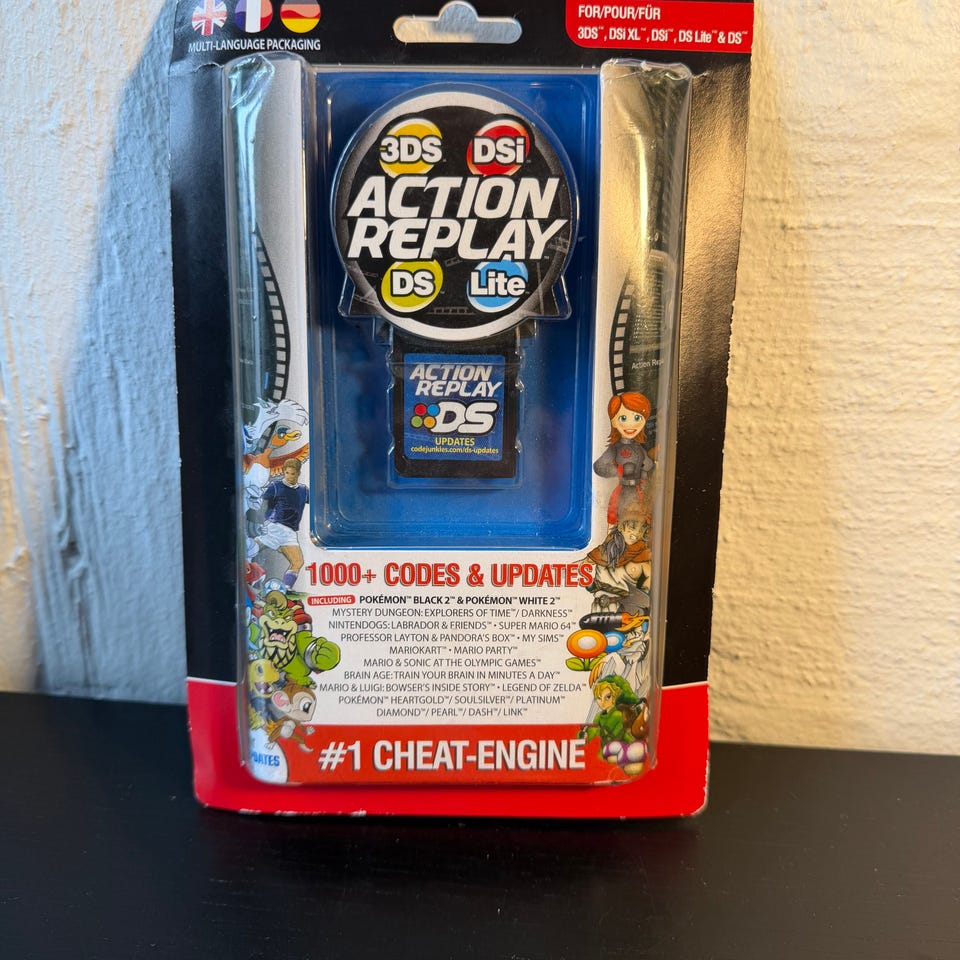 MULTI-LANGUAGE PACKAGING
FOR/POUR/FÜR
3DS™, DSi XL™, DSi™, DS Lite™ & DS™
3DS DSi
ACTION
REPLAY™
DS Lite
ACTION
REPLAY
DS
UPDATES
codejunkies.com/ds-updates
Action Rep
1000+ CODES & UPDATES
INCLUDING POKÉMON™ BLACK 2™ & POKÉMON™ WHITE 2™
MYSTERY DUNGEON: EXPLORERS OF TIME™/ DARKNESS™
NINTENDOGS: LABRADOR & FRIENDS™ • SUPER MARIO 64™
PROFESSOR LAYTON & PANDORA'S BOX™ • MY SIMS™
MARIOKART™ • MARIO PARTY™
MARIO & SONIC AT THE OLYMPIC GAMES™
BRAIN AGE: TRAIN YOUR BRAIN IN MINUTES A DAY™
MARIO & LUIGI: BOWSER'S INSIDE STORY™ • LEGEND OF ZELDA™
POKÉMON™ HEARTGOLD™/ SOULSILVER™/ PLATINUM™
DIAMOND™/ PEARL™/ DASH™/ LINK™
#1 CHEAT-ENGINE
DATES